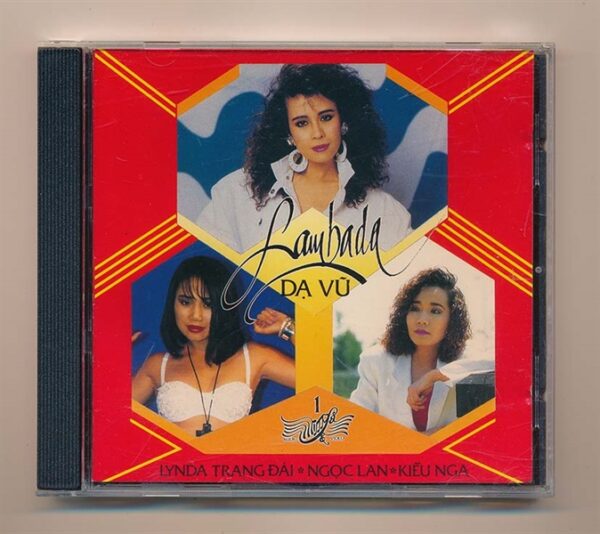 Lambada
DẠ VŨ
1
LYNDA TRANG ĐÀI * NGỌC LAN * KIỀU NGA